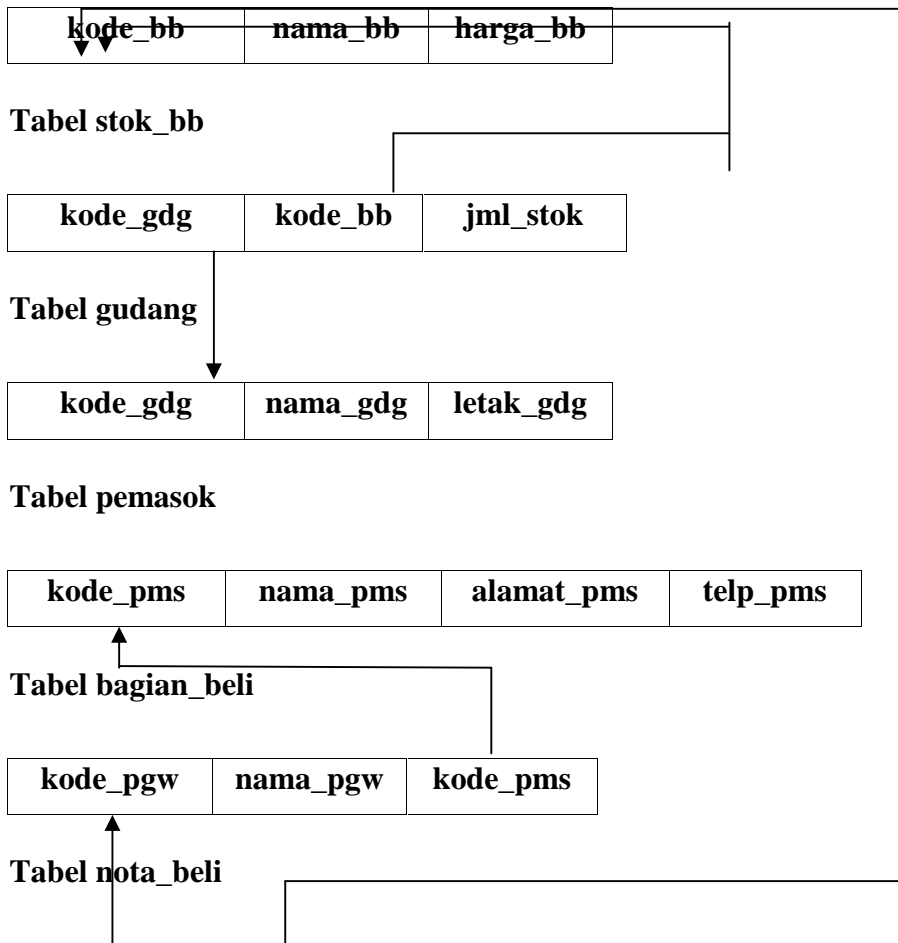 kode_bb nama_bb harga_bb
Tabel stok_bb
kode_gdg kode_bb jml_stok
Tabel gudang
kode_gdg nama_gdg letak_gdg
Tabel pemasok
kode_pms nama_pms alamat_pms telp_pms
Tabel bagian_beli
kode_pgw nama_pgw kode_pms
Tabel nota_beli